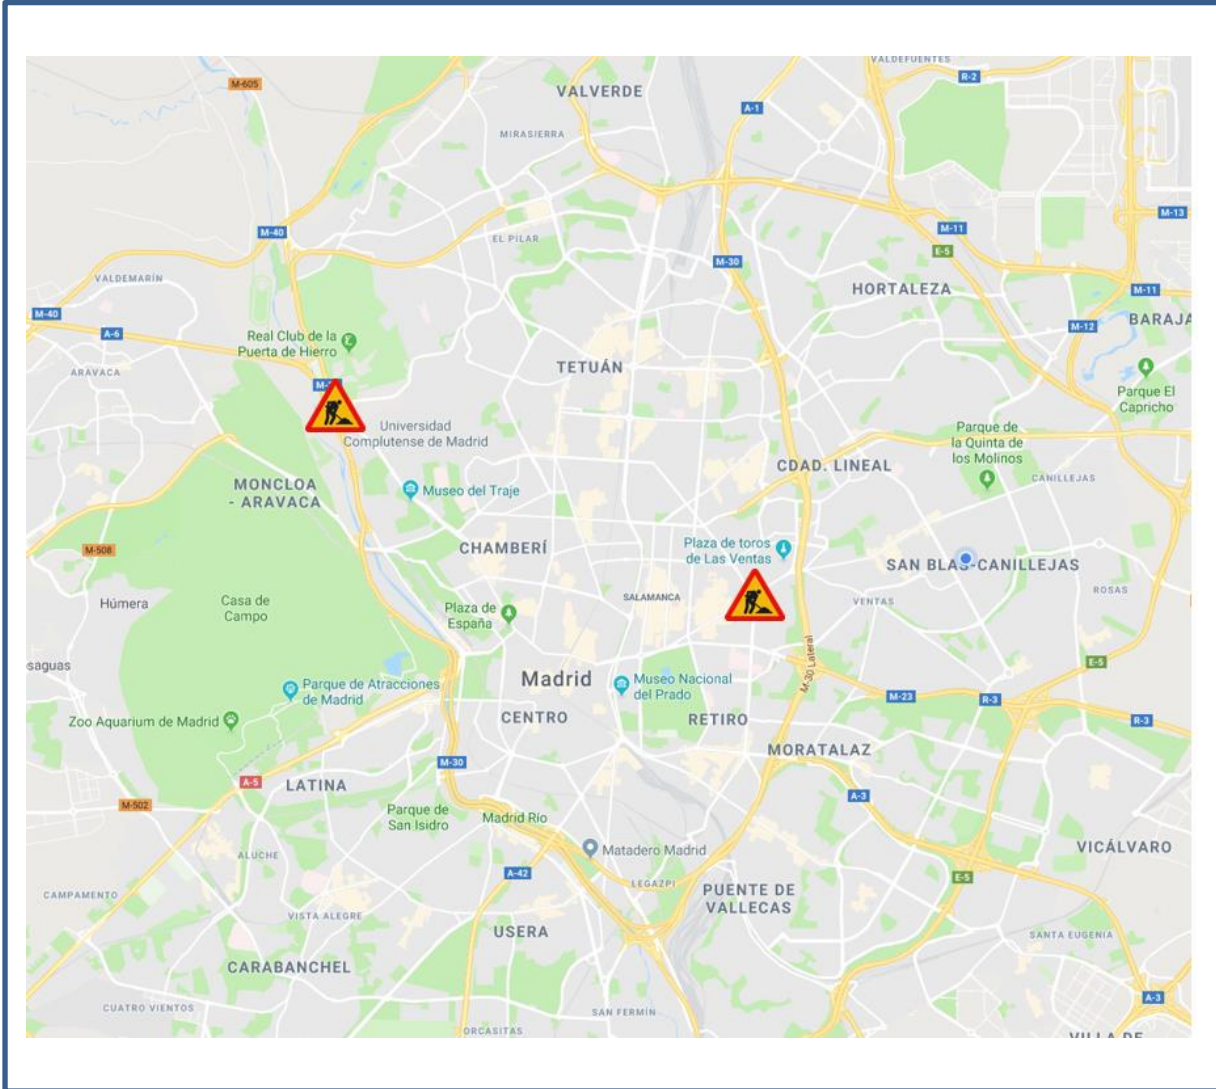 VALDEFUENTES
M-605
R-2
VALVERDE
A-1
MIRASIERRA
M-13
M-40
M-11
EL PILAR
E-5
M-30
VALDEMARÍN
HORTALEZA
M-11
M-40
BARAJA
A-6
M-12
Real Club de la
Puerta de Hierro
TETUÁN
ARAVACA
Parque El
Capricho
Universidad
Complutense de Madrid
Parque de
la Quinta de
los Molinos
CDAD. LINEAL
CANILLEJAS
MONCLOA
- ARAVACA
Museo del Traje
CHAMBERÍ
Plaza de toros
de Las Ventas
M-508
SAN BLAS-CANILLEJAS
ROSAS
Húmera
Casa de
Campo
SALAMANCA
VENTAS
Plaza de
España
M-30 Lateral
osaguas
E-5
Madrid
Museo Nacional
del Prado
Parque de Atracciones
de Madrid
M-23
R-3
Zoo Aquarium de Madrid
CENTRO
RETIRO
R-3
MORATALAZ
M-30
A-5
LATINA
A-3
M-502
Parque de
San Isidro
Madrid Río
Matadero Madrid
VICÁLVARO
ALUCHE
A-42
LEGAZPI
E-5
CAMPAMENTO
PUENTE DE
VALLECAS
VISTA ALEGRE
USERA
SANTA EUGENIA
CARABANCHEL
A-3
CUATRO VIENTOS
SAN FERMÍN
ORCASITAS
VILLA DE